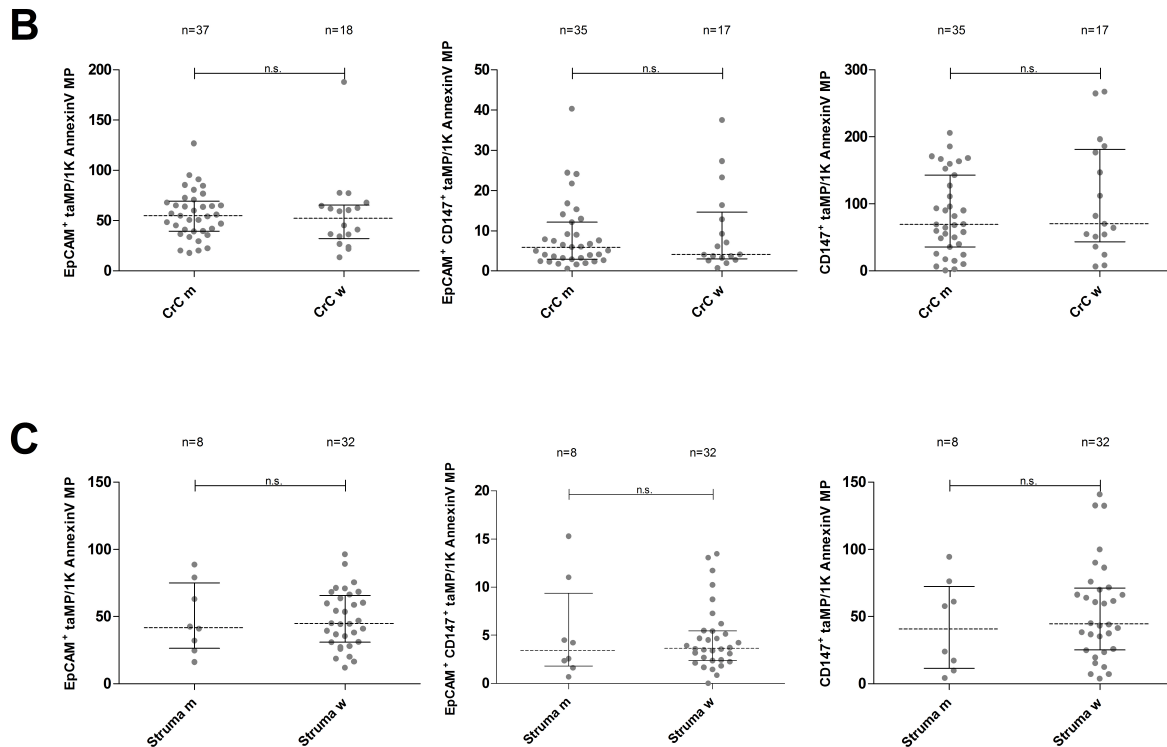 B
n=37 n=18
n.s.
EpCAM⁺ taMP/1K AnnexinV MP
200
150
100
50
0
CrC m CrC w
n=35 n=17
n.s.
EpCAM⁺ CD147⁺ taMP/1K AnnexinV MP
50
40
30
20
10
0
CrC m CrC w
n=35 n=17
n.s.
CD147⁺ taMP/1K AnnexinV MP
300
200
100
0
CrC m CrC w
C
n=8 n=32
n.s.
EpCAM⁺ taMP/1K AnnexinV MP
150
100
50
0
Struma m Struma w
n=8 n=32
n.s.
EpCAM⁺ CD147⁺ taMP/1K AnnexinV MP
20
15
10
5
0
Struma m Struma w
n=8 n=32
n.s.
CD147⁺ taMP/1K AnnexinV MP
150
100
50
0
Struma m Struma w